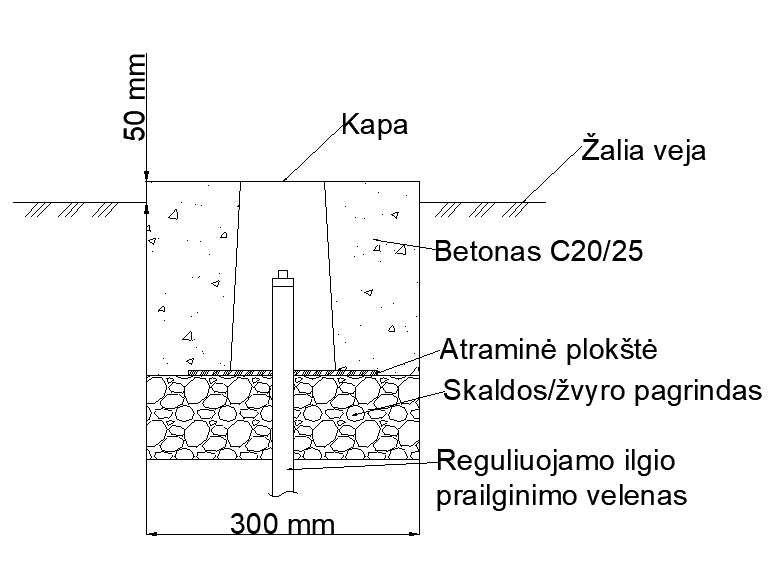 50 mm
Kapa
Žalia veja
Betonas C20/25
Atraminė plokštė
Skaldos/žvyro pagrindas
Reguliuojamo ilgio
prailginimo velenas
300 mm